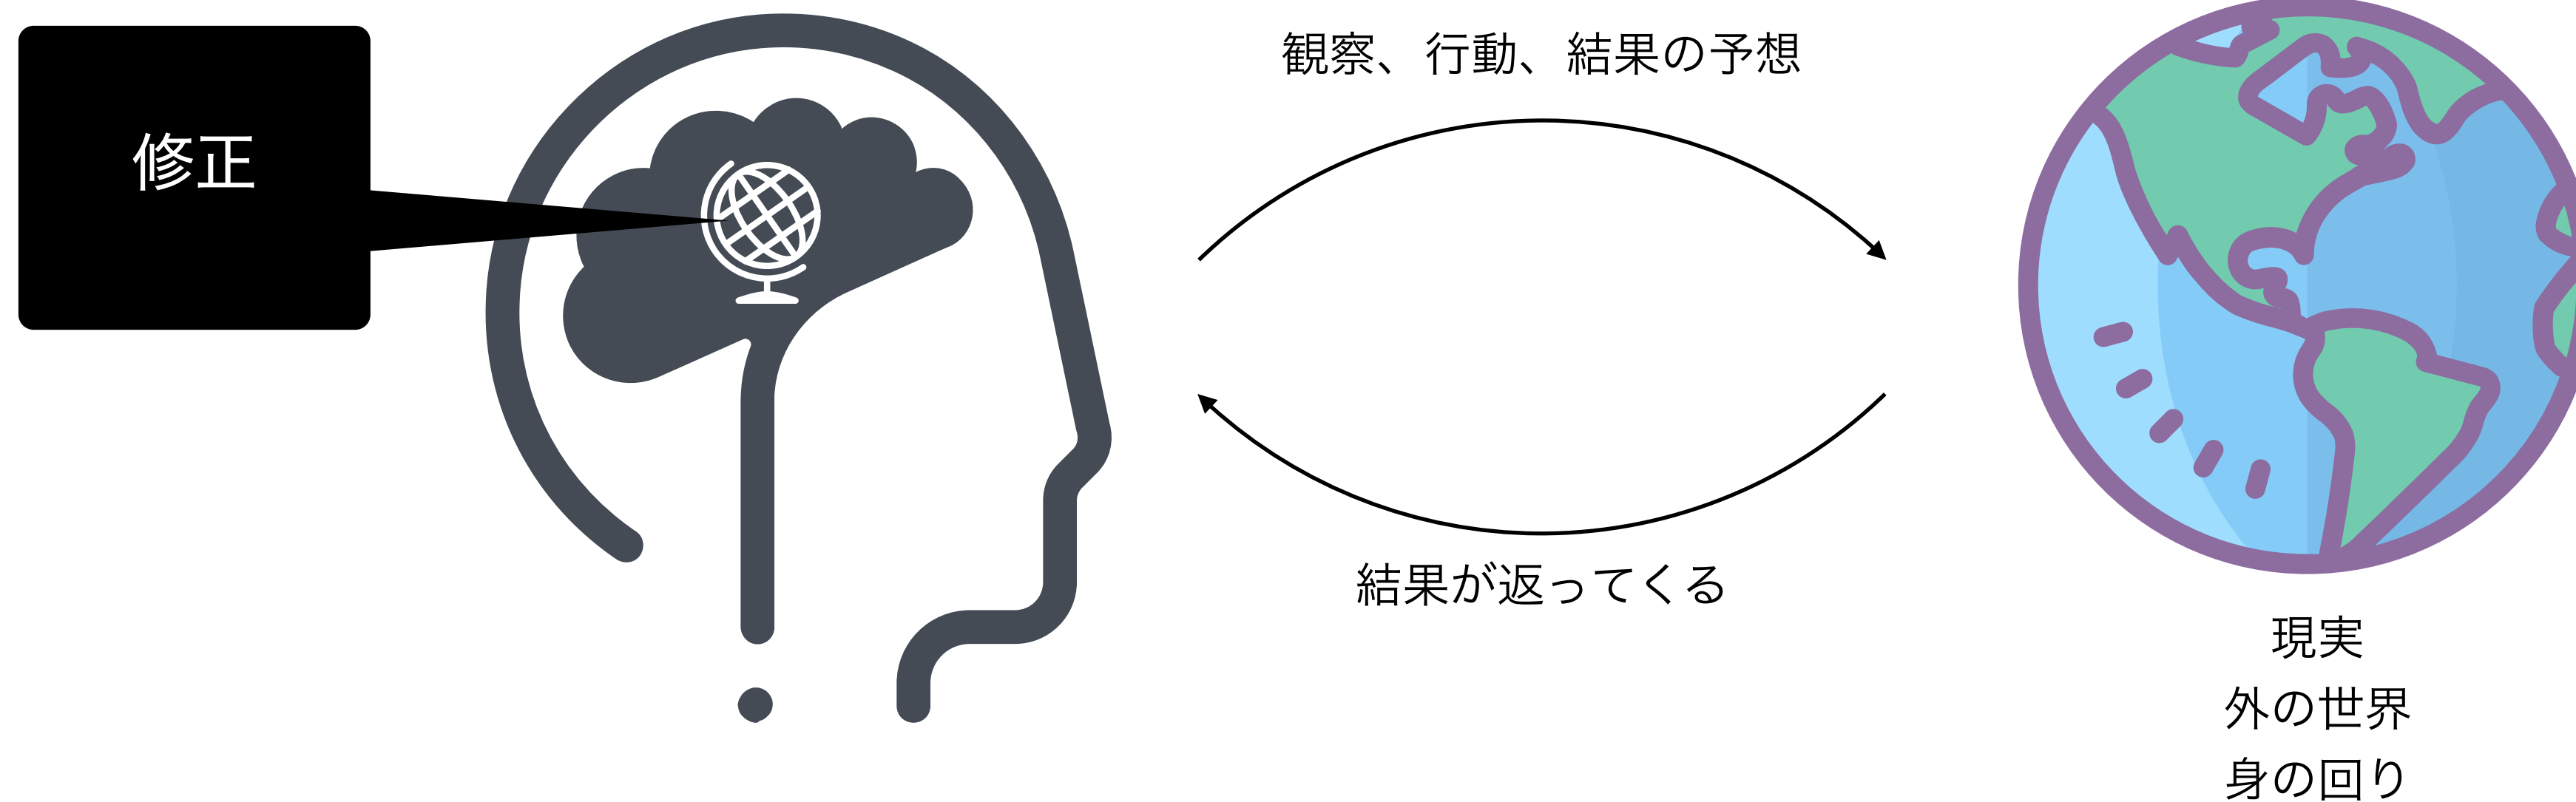 修正
観察、行動、結果の予想
結果が返ってくる
現実
外の世界
身の回り